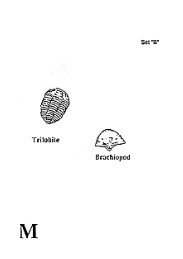 Set "B"
Trilobite
Brachiopod
M